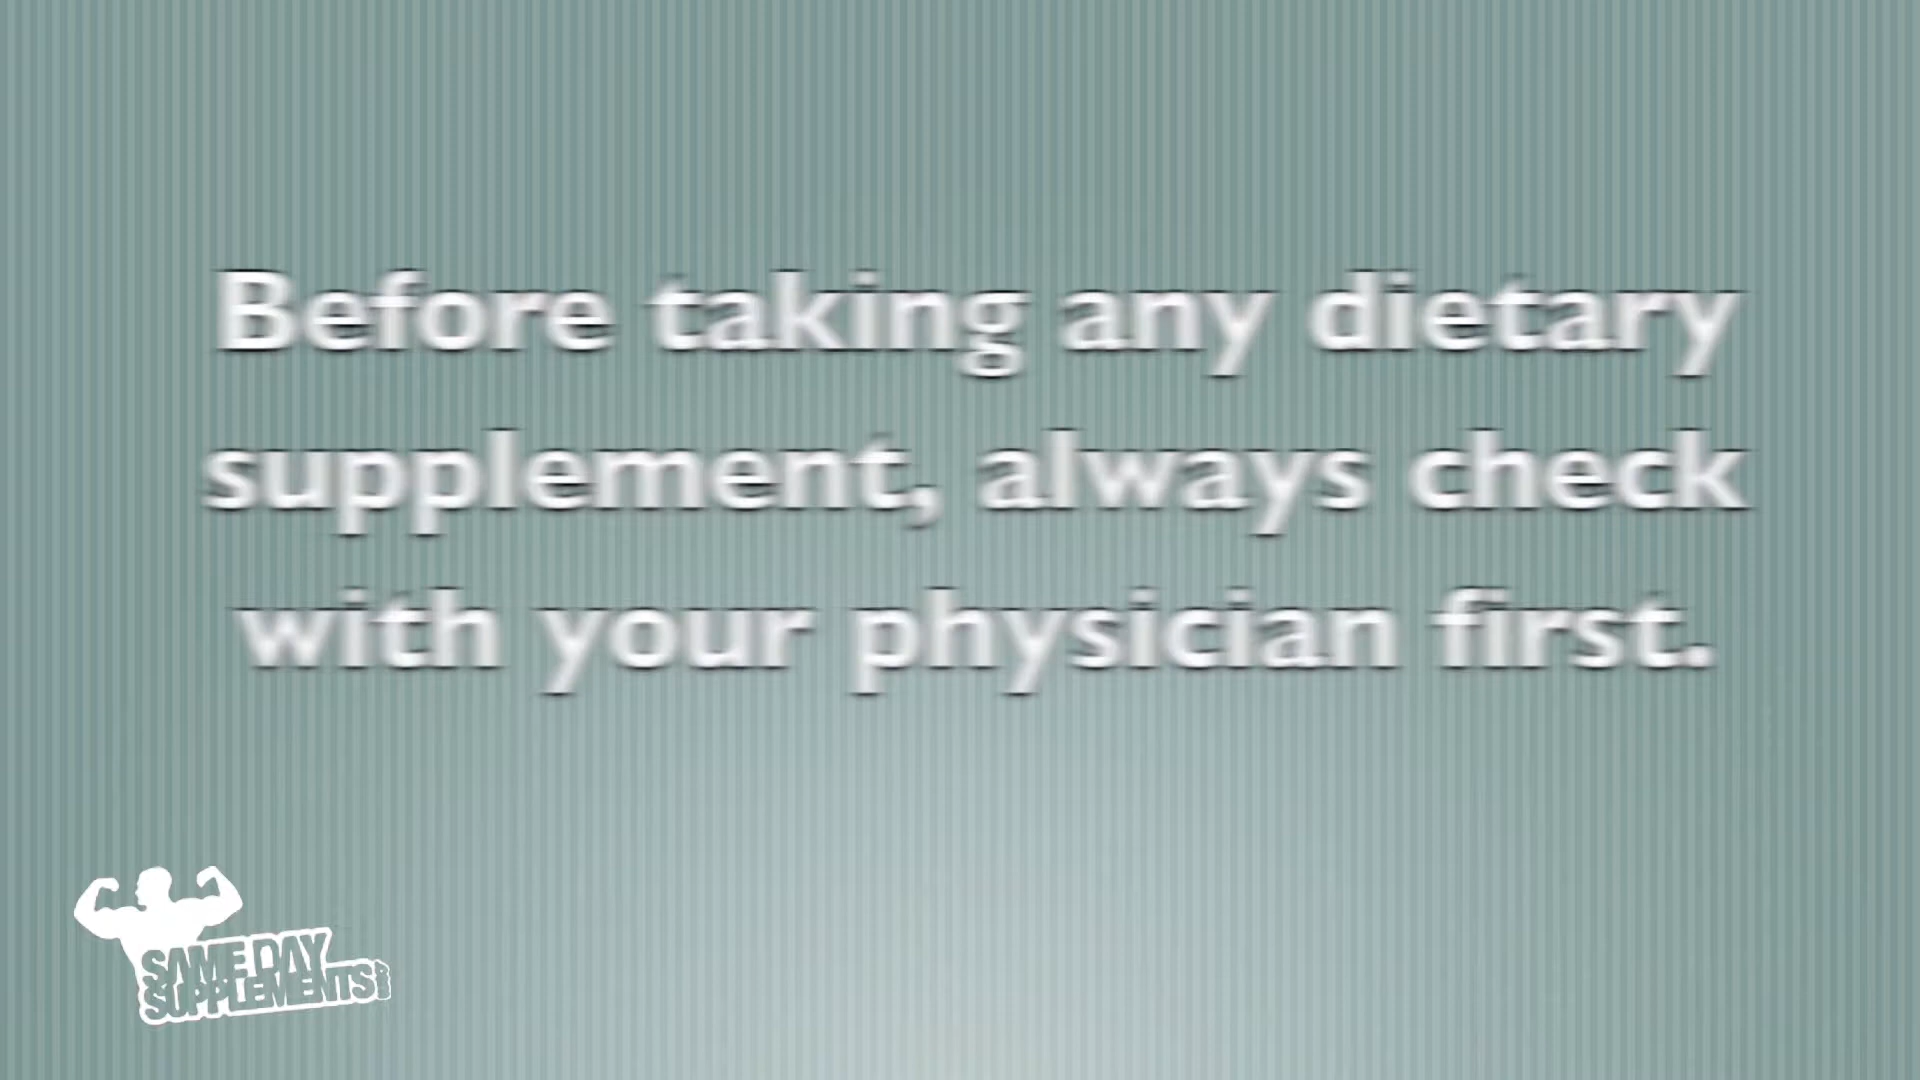 Before taking any dietary
supplement, always check
with your physician first.
SAME DAY
SUPPLEMENTS